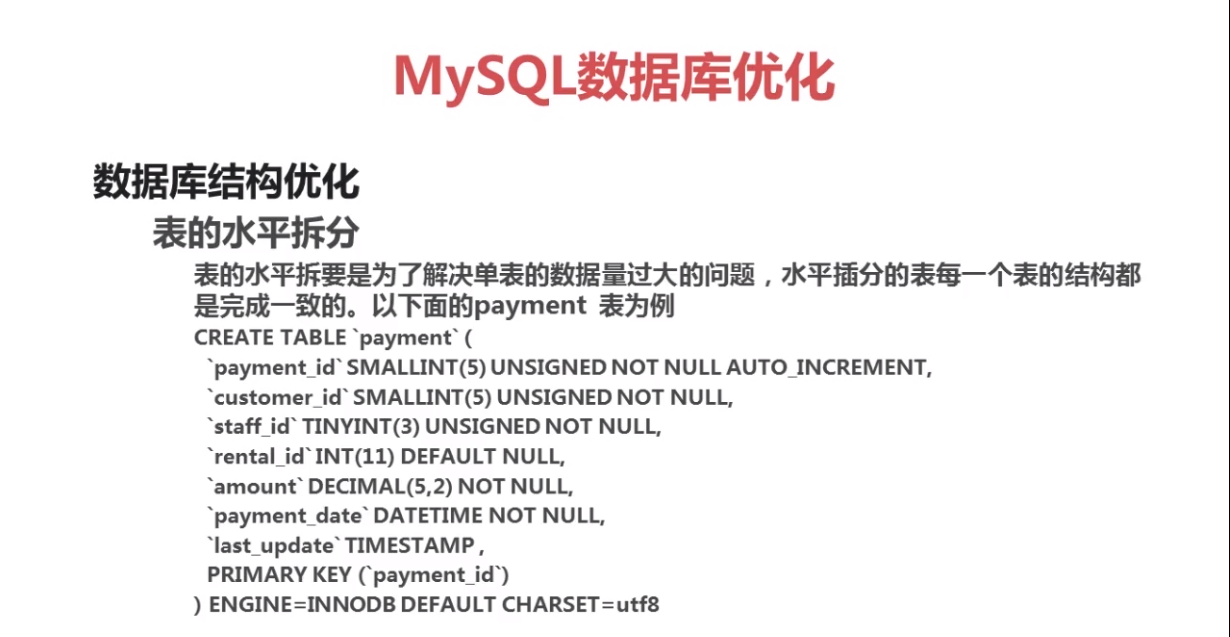 MySQL数据库优化
数据库结构优化
表的水平拆分
表的水平拆要是为了解决单表的数据量过大的问题，水平插分的表每一个表的结构都
是完成一致的。以下面的payment 表为例
CREATE TABLE `payment` (
`payment_id` SMALLINT(5) UNSIGNED NOT NULL AUTO_INCREMENT,
`customer_id` SMALLINT(5) UNSIGNED NOT NULL,
`staff_id` TINYINT(3) UNSIGNED NOT NULL,
`rental_id` INT(11) DEFAULT NULL,
`amount` DECIMAL(5,2) NOT NULL,
`payment_date` DATETIME NOT NULL,
`last_update` TIMESTAMP ,
PRIMARY KEY (`payment_id`)
) ENGINE=INNODB DEFAULT CHARSET=utf8